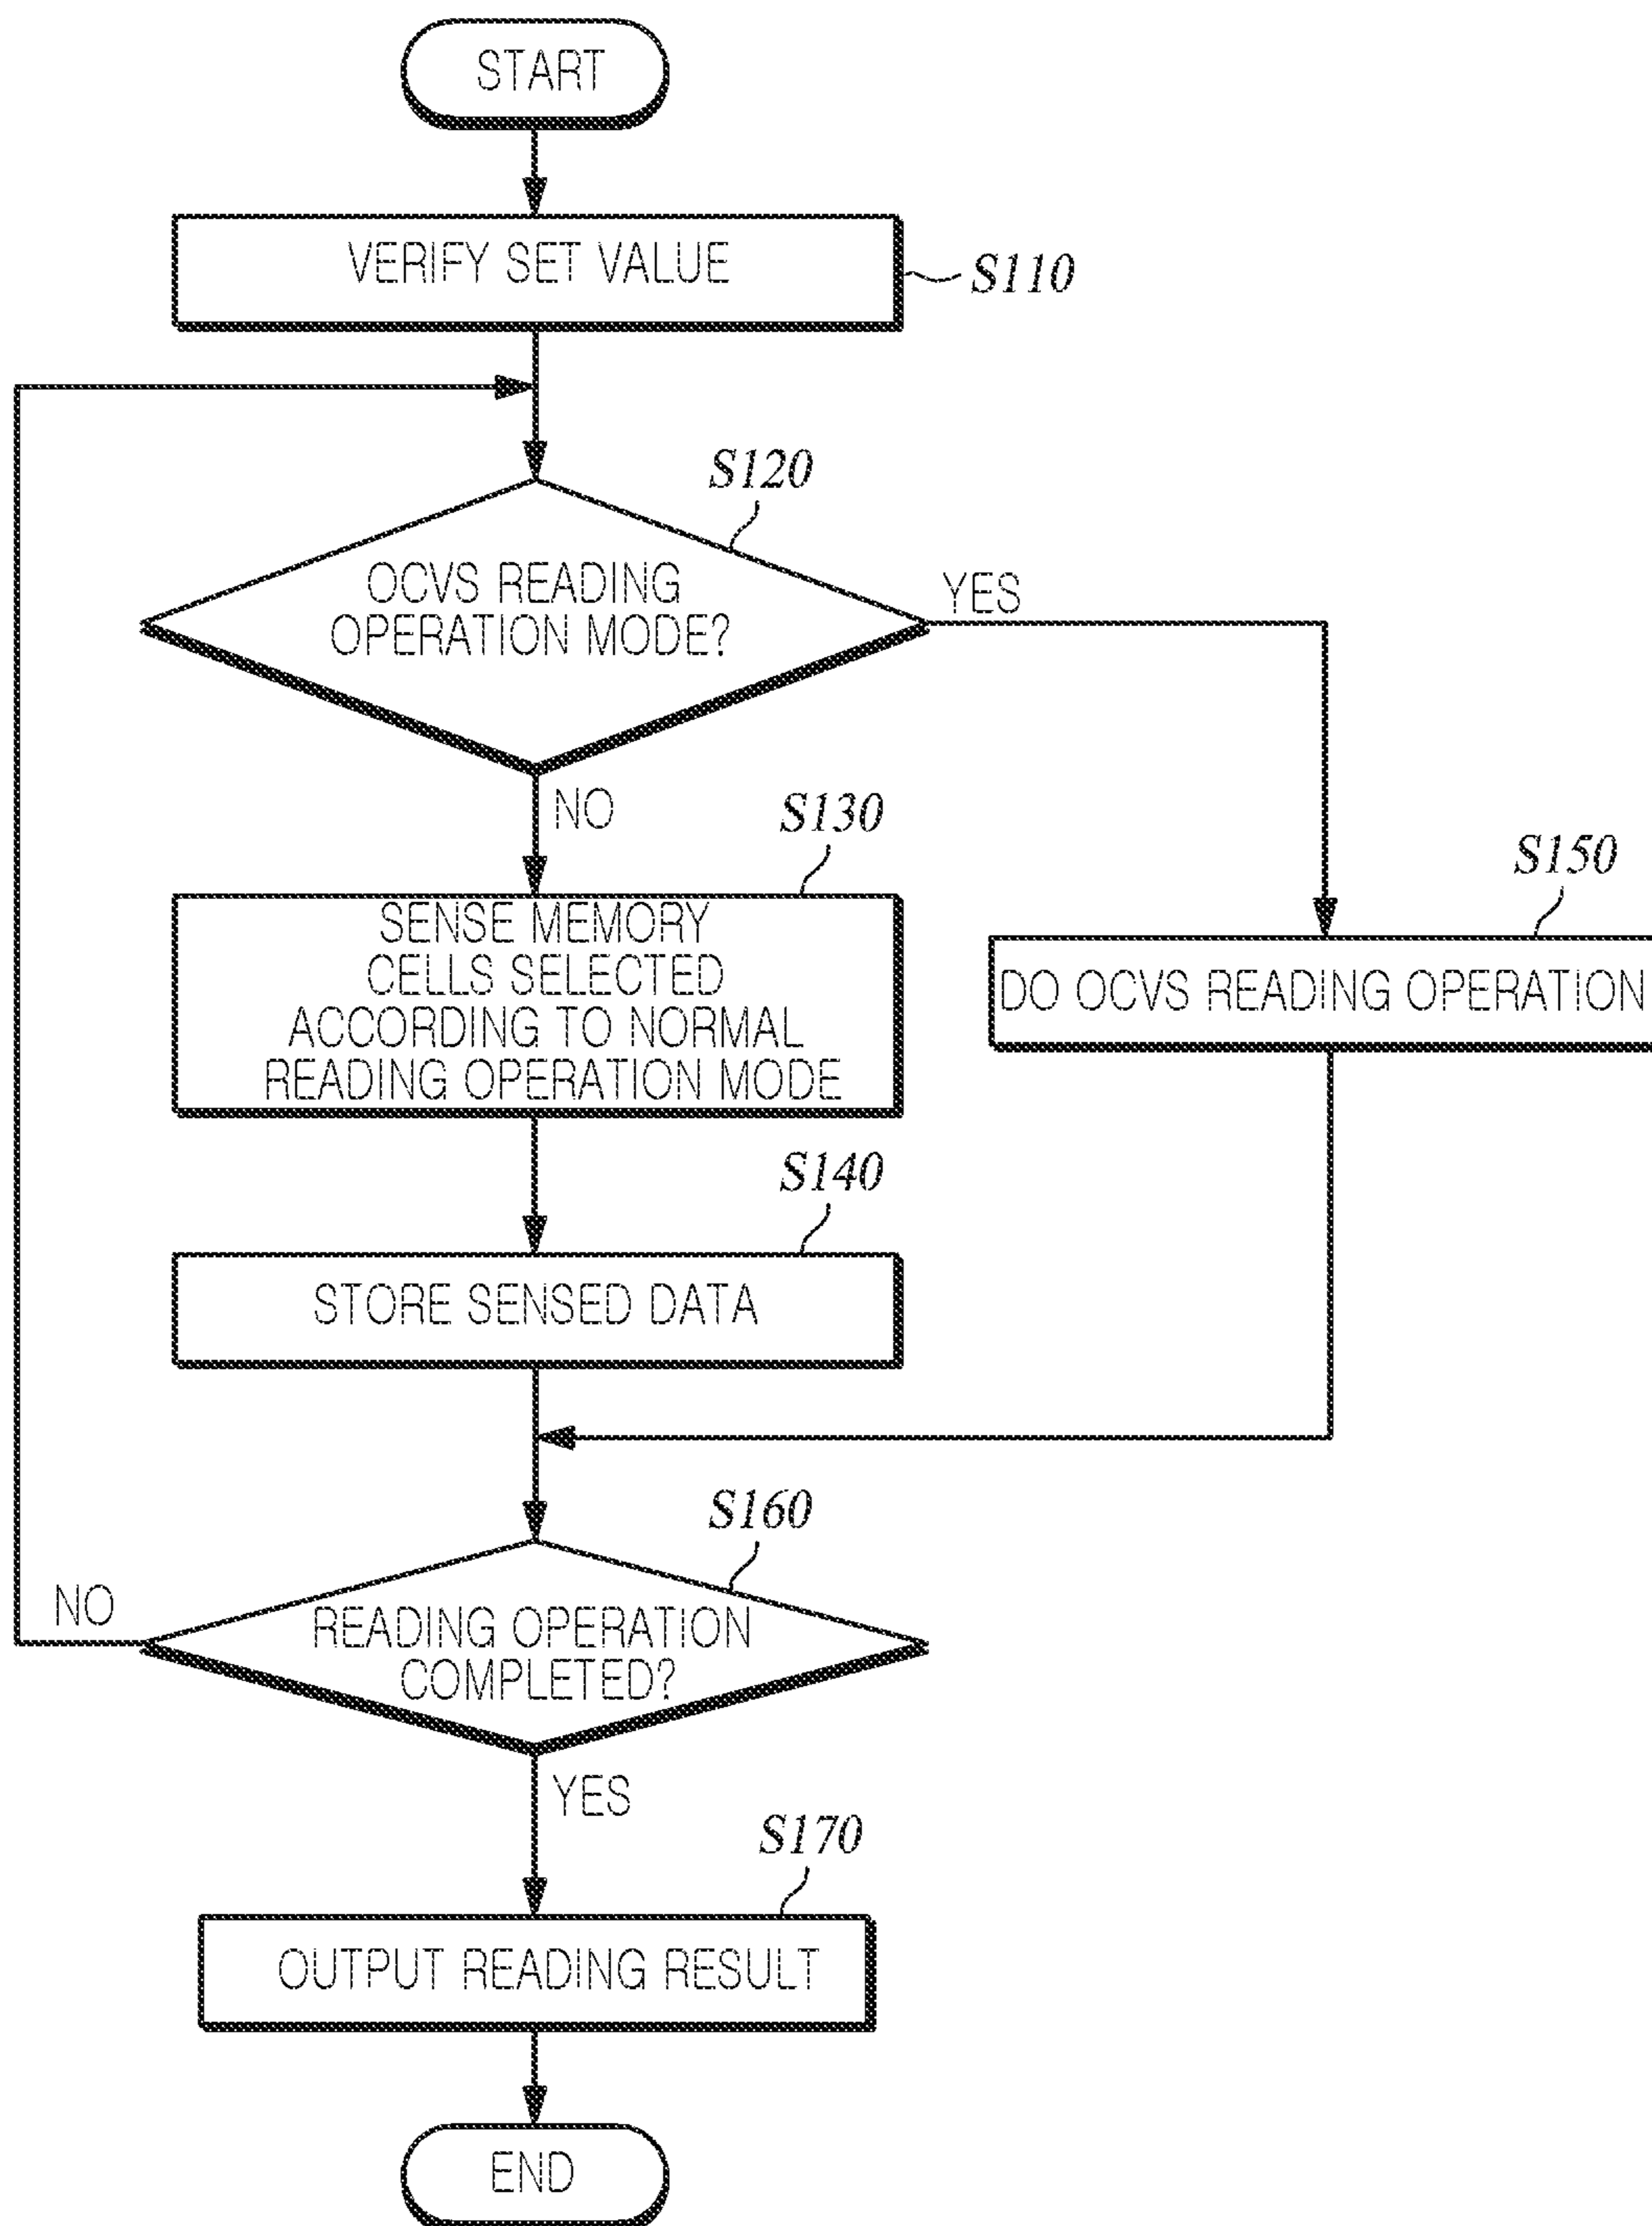 START
VERIFY SET VALUE
S110
S120
OCVS READING
OPERATION MODE?
YES
NO
S130
SENSE MEMORY
CELLS SELECTED
ACCORDING TO NORMAL
READING OPERATION MODE
S150
DO OCVS READING OPERATION
S140
STORE SENSED DATA
S160
READING OPERATION
COMPLETED?
NO
YES
S170
OUTPUT READING RESULT
END